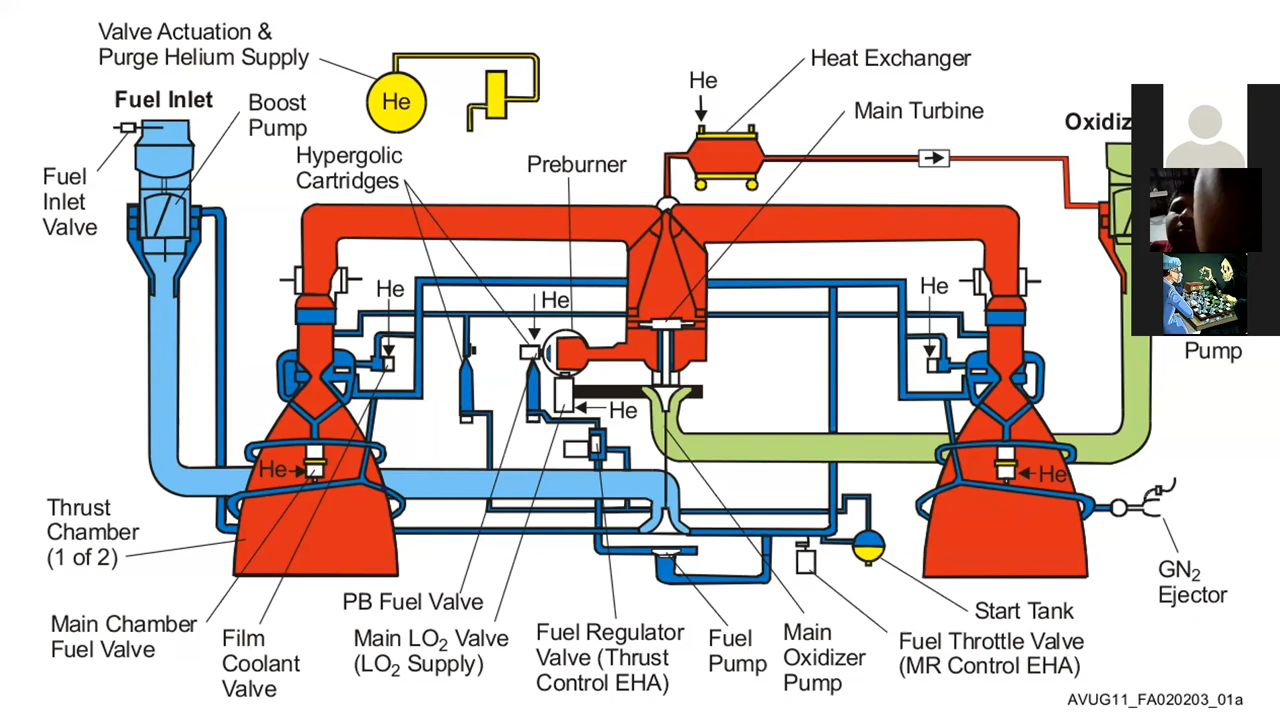 Valve Actuation &
Purge Helium Supply
He
Fuel Inlet
Boost
Pump
Hypergolic
Cartridges
Preburner
He
Heat Exchanger
Main Turbine
Fuel
Inlet
Valve
He
He
He
He
He
He
Pump
Thrust
Chamber
(1 of 2)
Main Chamber
Fuel Valve
Film
Coolant
Valve
PB Fuel Valve
Main LO2 Valve
(LO2 Supply)
Fuel Regulator
Valve (Thrust
Control EHA)
Fuel
Pump
Main
Oxidizer
Pump
Start Tank
Fuel Throttle Valve
(MR Control EHA)
GN2
Ejector
AVUG11_FA020203_01a